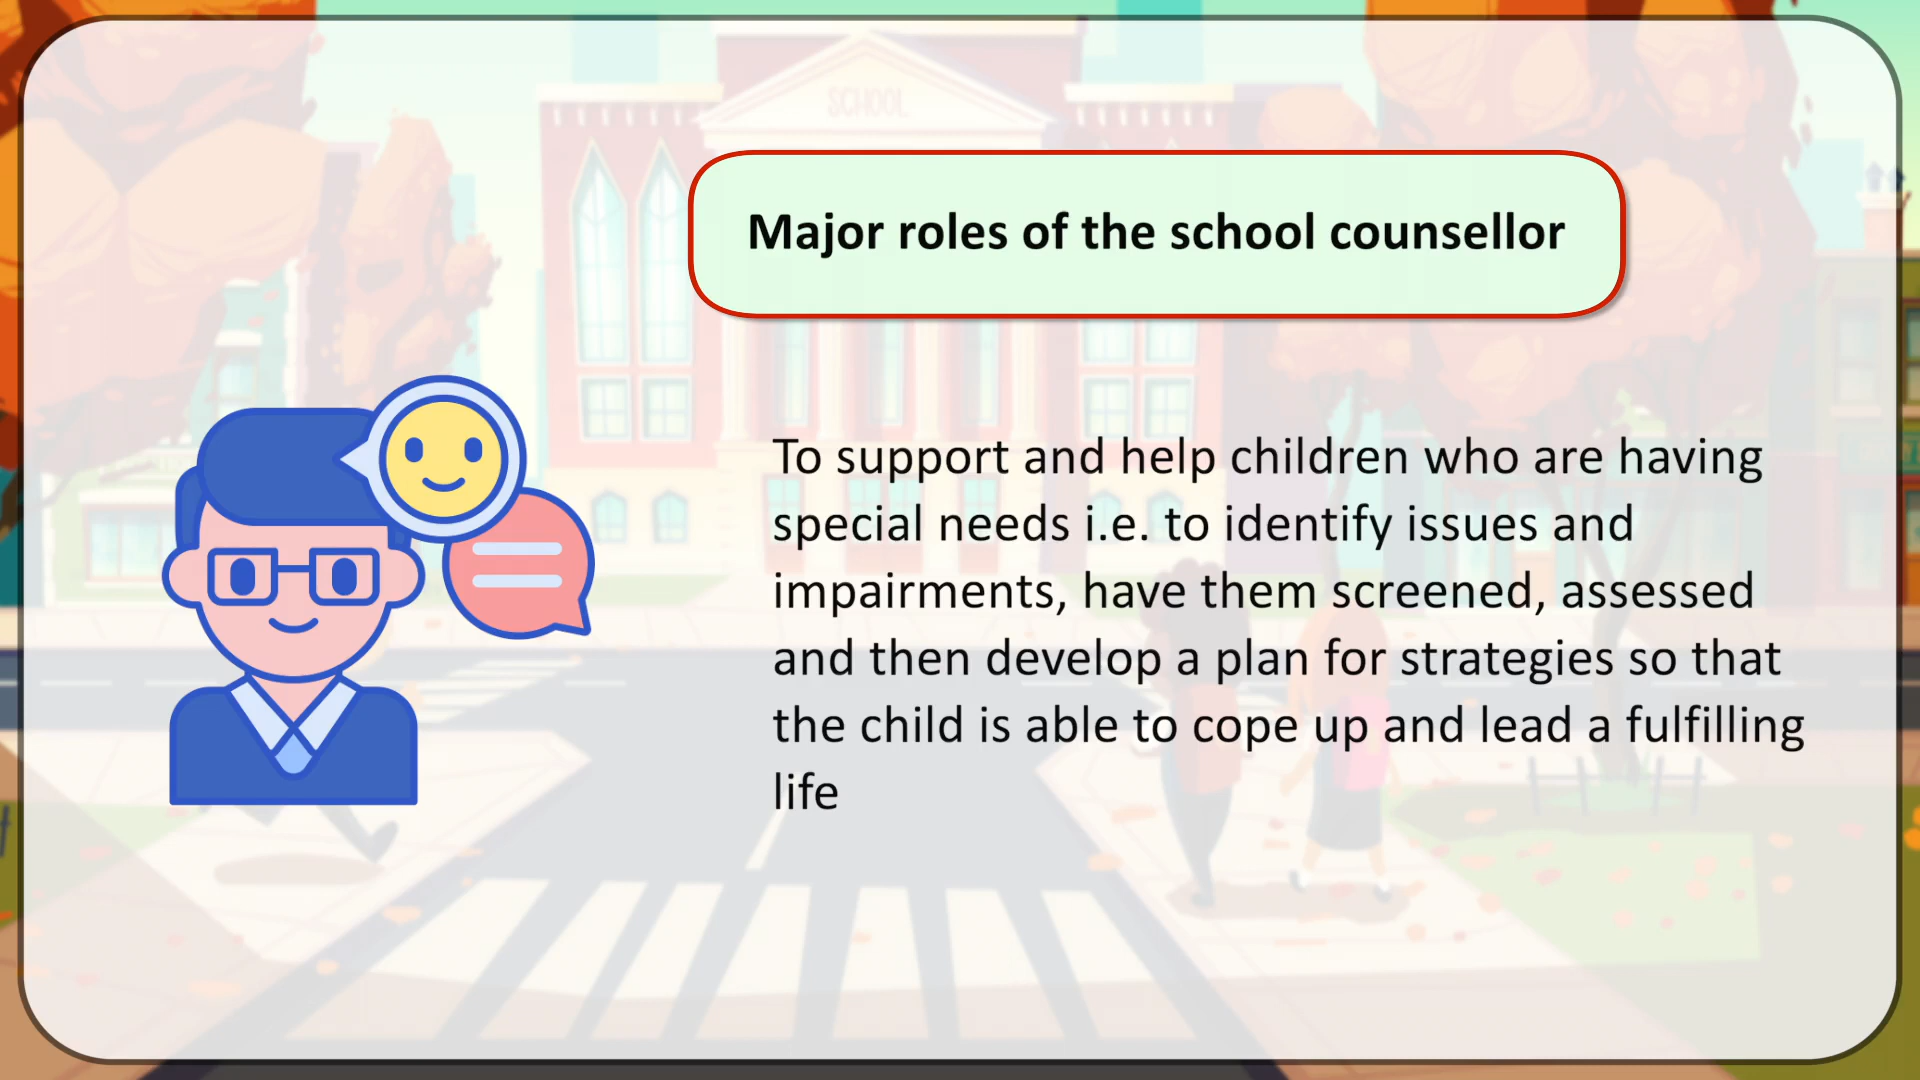 SCHOOL
Major roles of the school counsellor
To support and help children who are having
special needs i.e. to identify issues and
impairments, have them screened, assessed
and then develop a plan for strategies so that
the child is able to cope up and lead a fulfilling
life